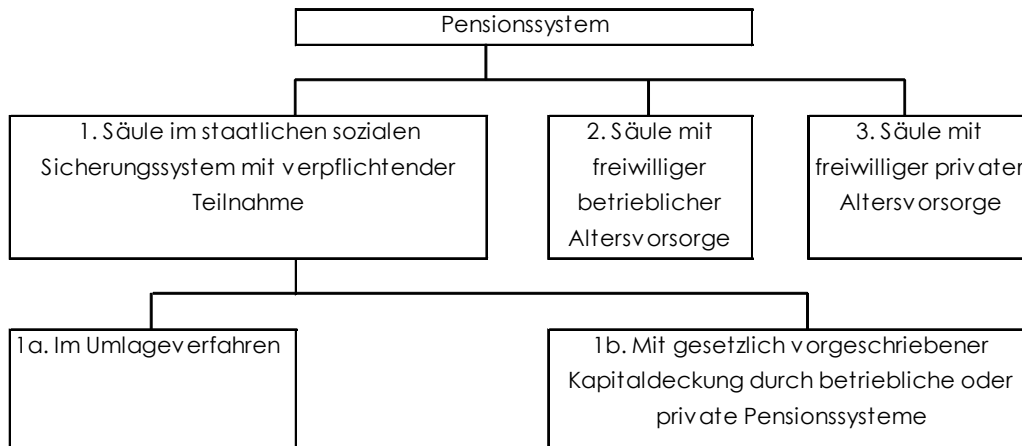 Pensionssystem
1. Säule im staatlichen sozialen
Sicherungssystem mit verpflichtender
Teilnahme
2. Säule mit
freiwilliger
betrieblicher
Altersvorsorge
3. Säule mit
freiwilliger privater
Altersvorsorge
1a. Im Umlageverfahren
1b. Mit gesetzlich vorgeschriebener
Kapitaldeckung durch betriebliche oder
private Pensionssysteme